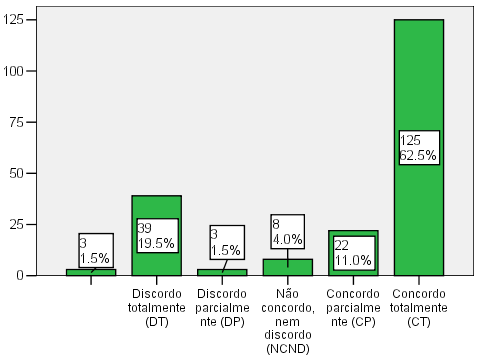 125
100
75
50
25
0
3
1.5%
39
19.5%
3
1.5%
8
4.0%
22
11.0%
125
62.5%
Discordo
totalmente
(DT)
Discordo
parcialme
nte (DP)
Não
concordo,
nem
discordo
(NCND)
Concordo
parcialme
nte (CP)
Concordo
totalmente
(CT)